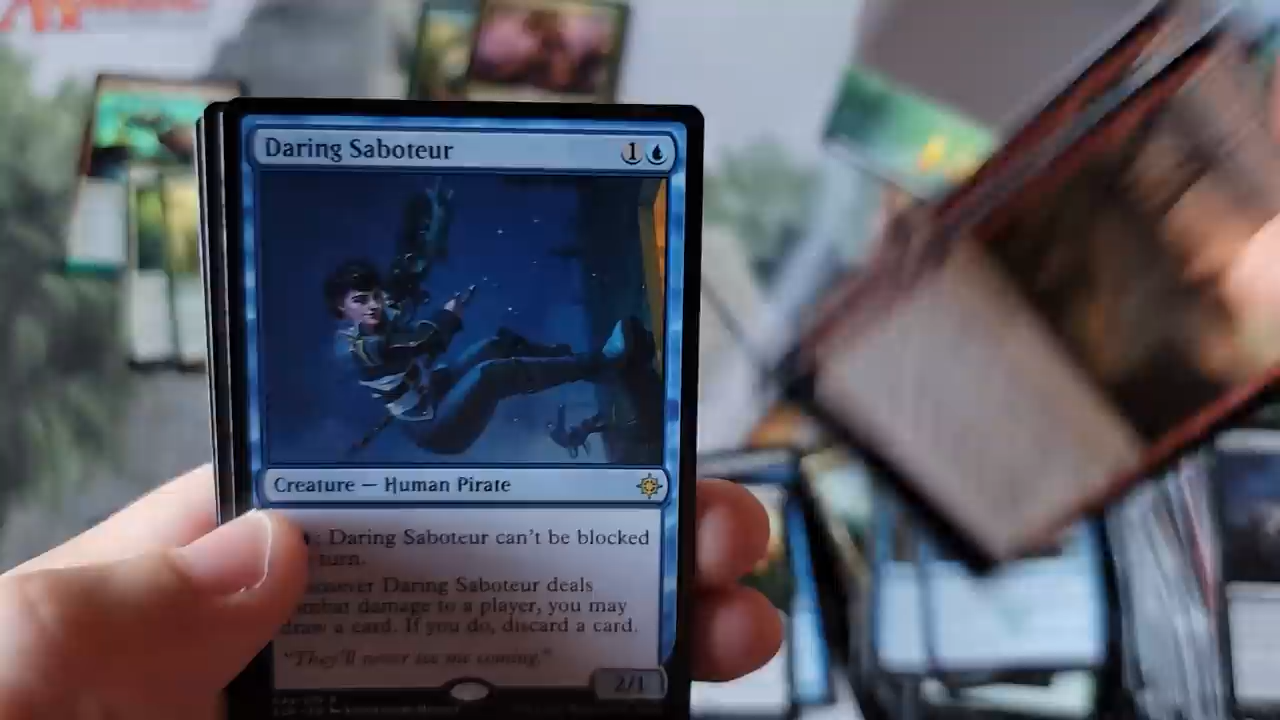 Daring Saboteur
1
Creature — Human Pirate
: Daring Saboteur can't be blocked
turn.
Daring Saboteur deals
damage to a player, you may
draw a card. If you do, discard a card.
"They'll never see me coming."
2/1